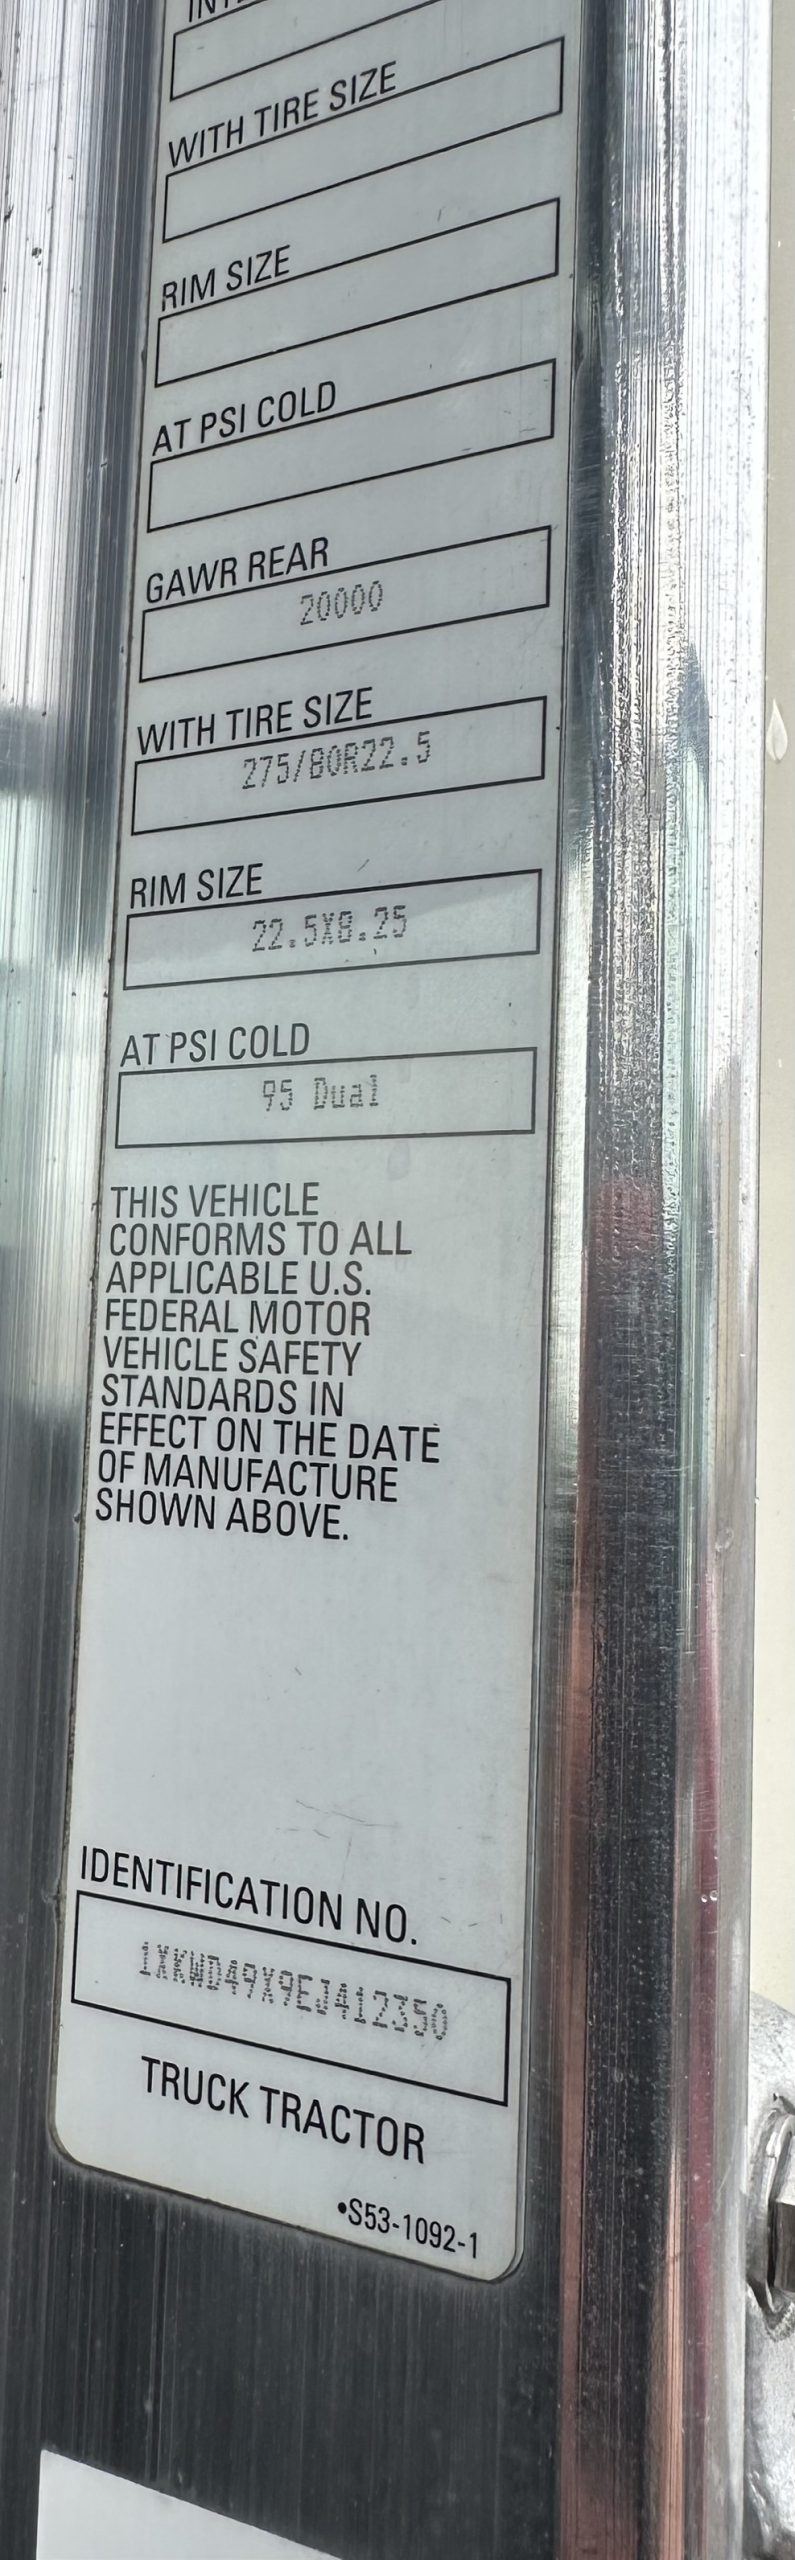 WITH TIRE SIZE
RIM SIZE
AT PSI COLD
GAWR REAR
20000
WITH TIRE SIZE
275/80R22.5
RIM SIZE
22.5X8.25
AT PSI COLD
95 Dual
THIS VEHICLE
CONFORMS TO ALL
APPLICABLE U.S.
FEDERAL MOTOR
VEHICLE SAFETY
STANDARDS IN
EFFECT ON THE DATE
OF MANUFACTURE
SHOWN ABOVE.
IDENTIFICATION NO.
1XKWD49X9EJ412350
TRUCK TRACTOR
•S53-1092-1